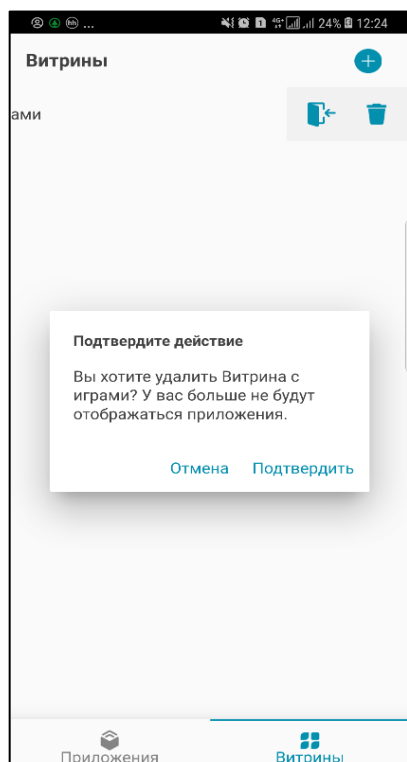 ... 4G 24% 12:24
Витрины
ами
Подтвердите действие
Вы хотите удалить Витрина с
играми? У вас больше не будут
отображаться приложения.
Отмена Подтвердить
Приложения Витрины